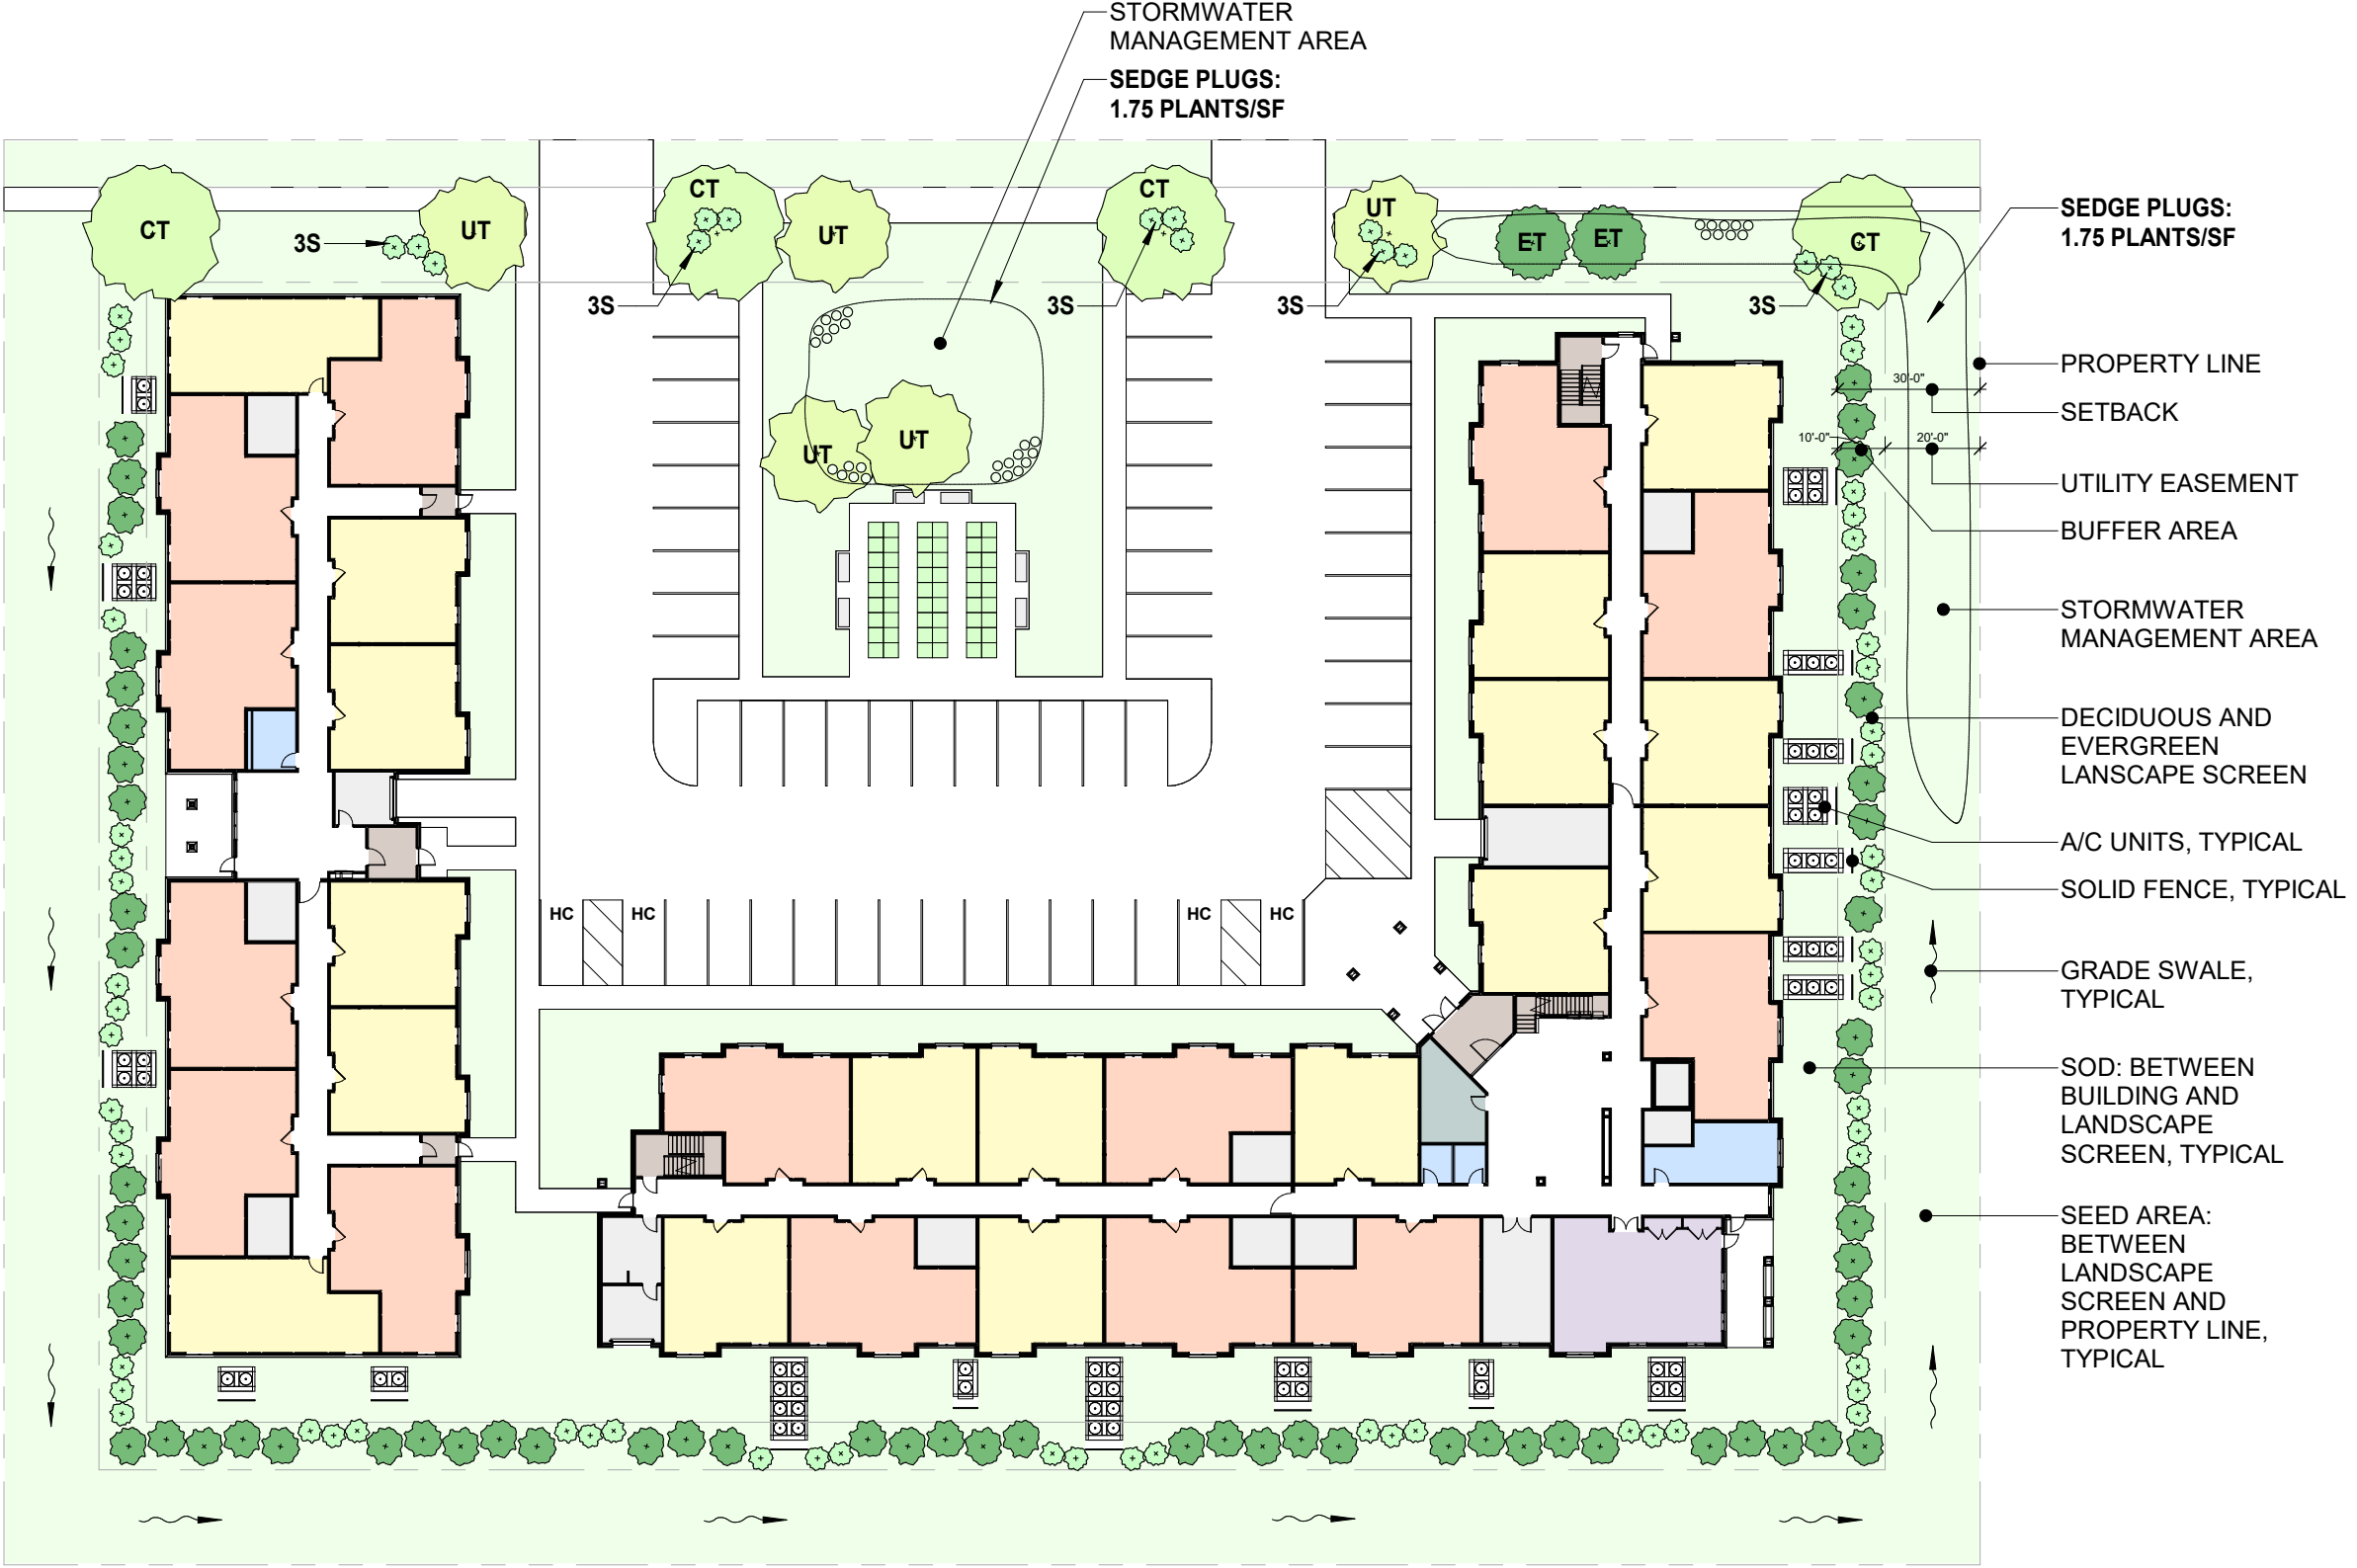 STORMWATER
MANAGEMENT AREA
SEDGE PLUGS:
1.75 PLANTS/SF
CT
CT
UT
CT
UT
UT
3S
UT
ET
ET
CT
SEDGE PLUGS:
1.75 PLANTS/SF
3S
3S
3S
3S
PROPERTY LINE
30'-0"
SETBACK
UT
UT
10'-0"
20'-0"
UTILITY EASEMENT
BUFFER AREA
STORMWATER
MANAGEMENT AREA
DECIDUOUS AND
EVERGREEN
LANSCAPE SCREEN
A/C UNITS, TYPICAL
SOLID FENCE, TYPICAL
HC
HC
HC
HC
GRADE SWALE,
TYPICAL
SOD: BETWEEN
BUILDING AND
LANDSCAPE
SCREEN, TYPICAL
SEED AREA:
BETWEEN
LANDSCAPE
SCREEN AND
PROPERTY LINE,
TYPICAL